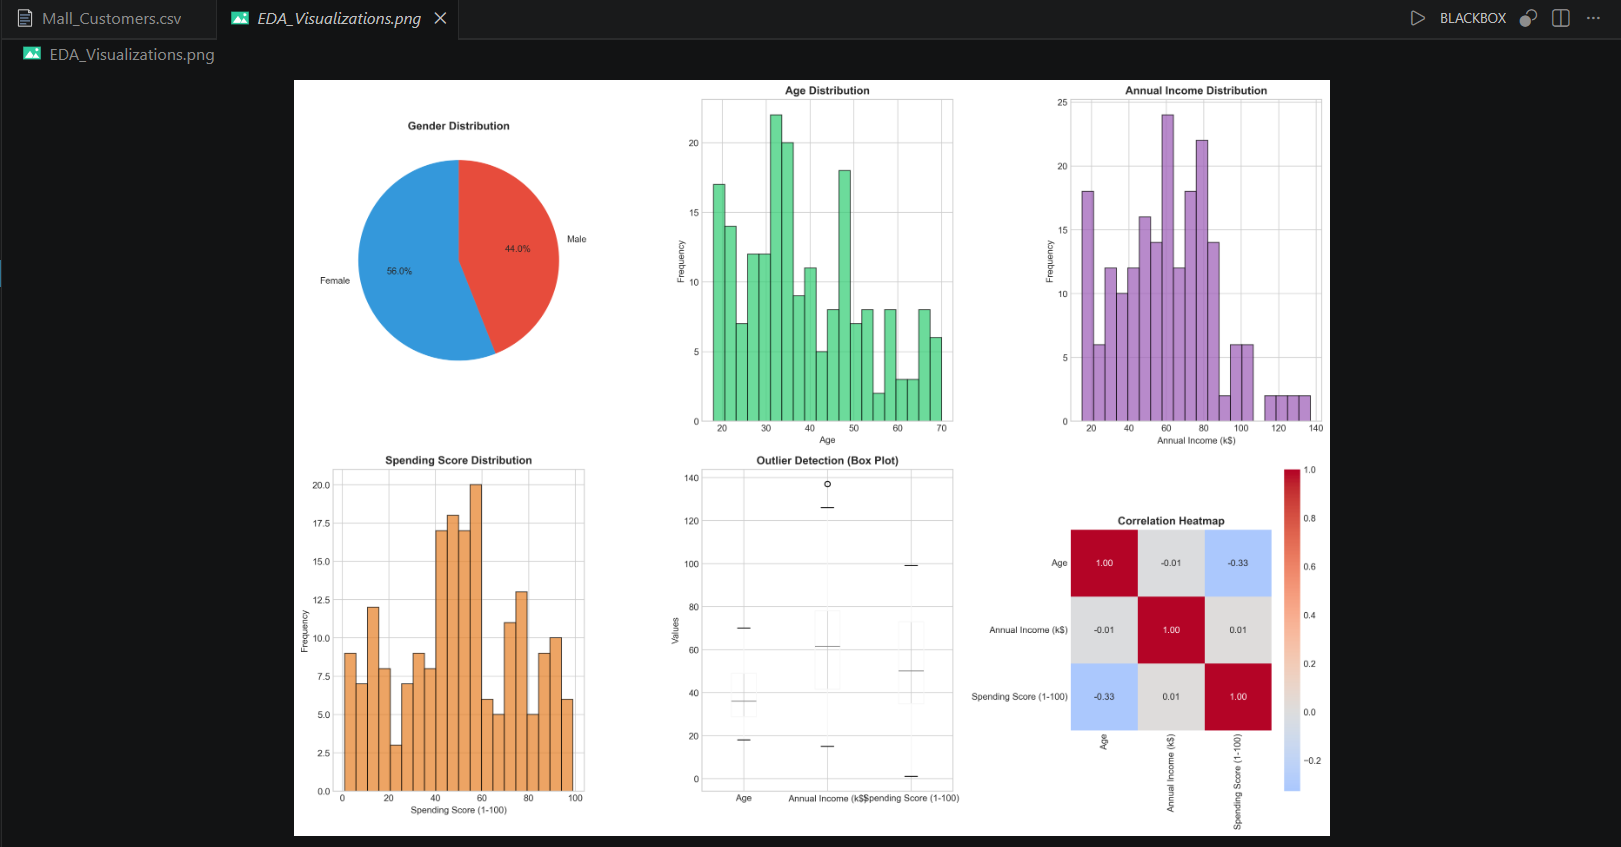 Mall_Customers.csv
EDA_Visualizations.png
BLACKBOX
EDA_Visualizations.png
Gender Distribution
Male
44.0%
56.0%
Female
Age Distribution
20
15
10
5
0
Frequency
20 30 40 50 60 70
Age
Annual Income Distribution
25
20
15
10
5
0
Frequency
20 40 60 80 100 120 140
Annual Income (k$)
Spending Score Distribution
20.0
17.5
15.0
12.5
10.0
7.5
5.0
2.5
0.0
Frequency
0 20 40 60 80 100
Spending Score (1-100)
Outlier Detection (Box Plot)
140
120
100
80
60
40
20
0
Values
Age Annual Income (k$) Spending Score (1-100)
Correlation Heatmap
Age 1.00 -0.01 -0.33
Annual Income (k$) -0.01 1.00 0.01
Spending Score (1-100) -0.33 0.01 1.00
Age
Annual Income (k$)
Spending Score (1-100)
1.0
0.8
0.6
0.4
0.2
0.0
−0.2